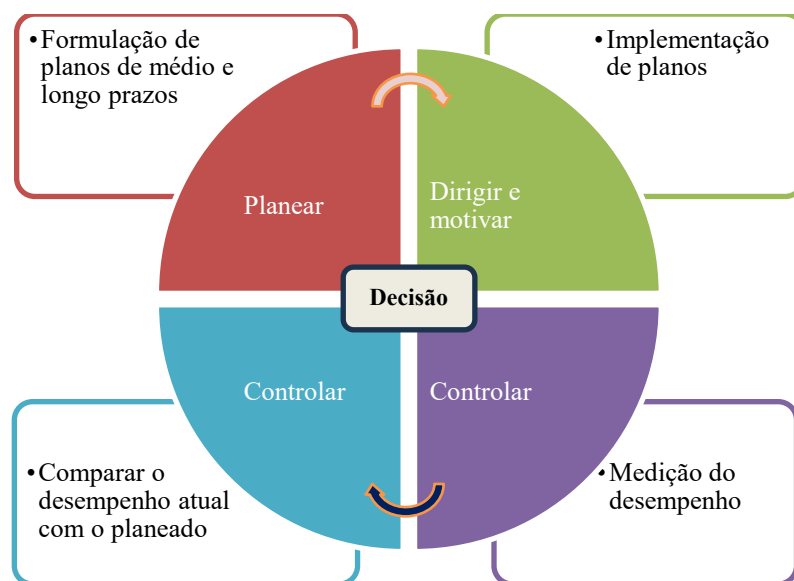 •Formulação de
planos de médio e
longo prazos
•Implementação
de planos
Planear
Dirigir e
motivar
Decisão
Controlar
Controlar
•Comparar o
desempenho atual
com o planeado
•Medição do
desempenho